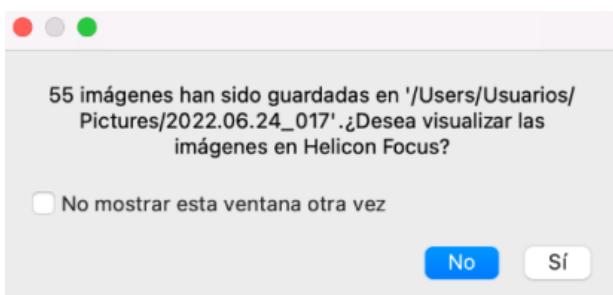 55 imágenes han sido guardadas en '/Users/Usuarios/
Pictures/2022.06.24_017'.¿Desea visualizar las
imágenes en Helicon Focus?
No mostrar esta ventana otra vez
No
Sí